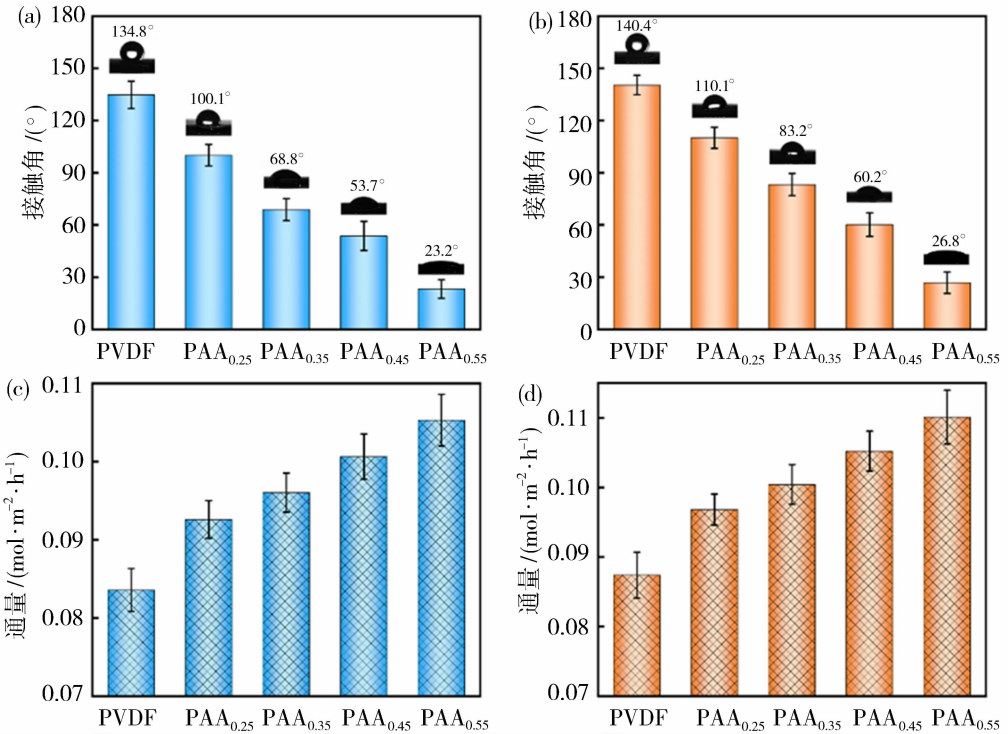 (a)
180
150
120
90
60
30
0
接触角/(°)
134.8°
100.1°
68.8°
53.7°
23.2°
PVDF PAA0.25 PAA0.35 PAA0.45 PAA0.55
(b)
180
150
120
90
60
30
0
接触角/(°)
140.4°
110.1°
83.2°
60.2°
26.8°
PVDF PAA0.25 PAA0.35 PAA0.45 PAA0.55
(c)
0.11
0.10
0.09
0.08
0.07
通量/(mol·m⁻²·h⁻¹)
PVDF PAA0.25 PAA0.35 PAA0.45 PAA0.55
(d)
0.11
0.10
0.09
0.08
0.07
通量/(mol·m⁻²·h⁻¹)
PVDF PAA0.25 PAA0.35 PAA0.45 PAA0.55